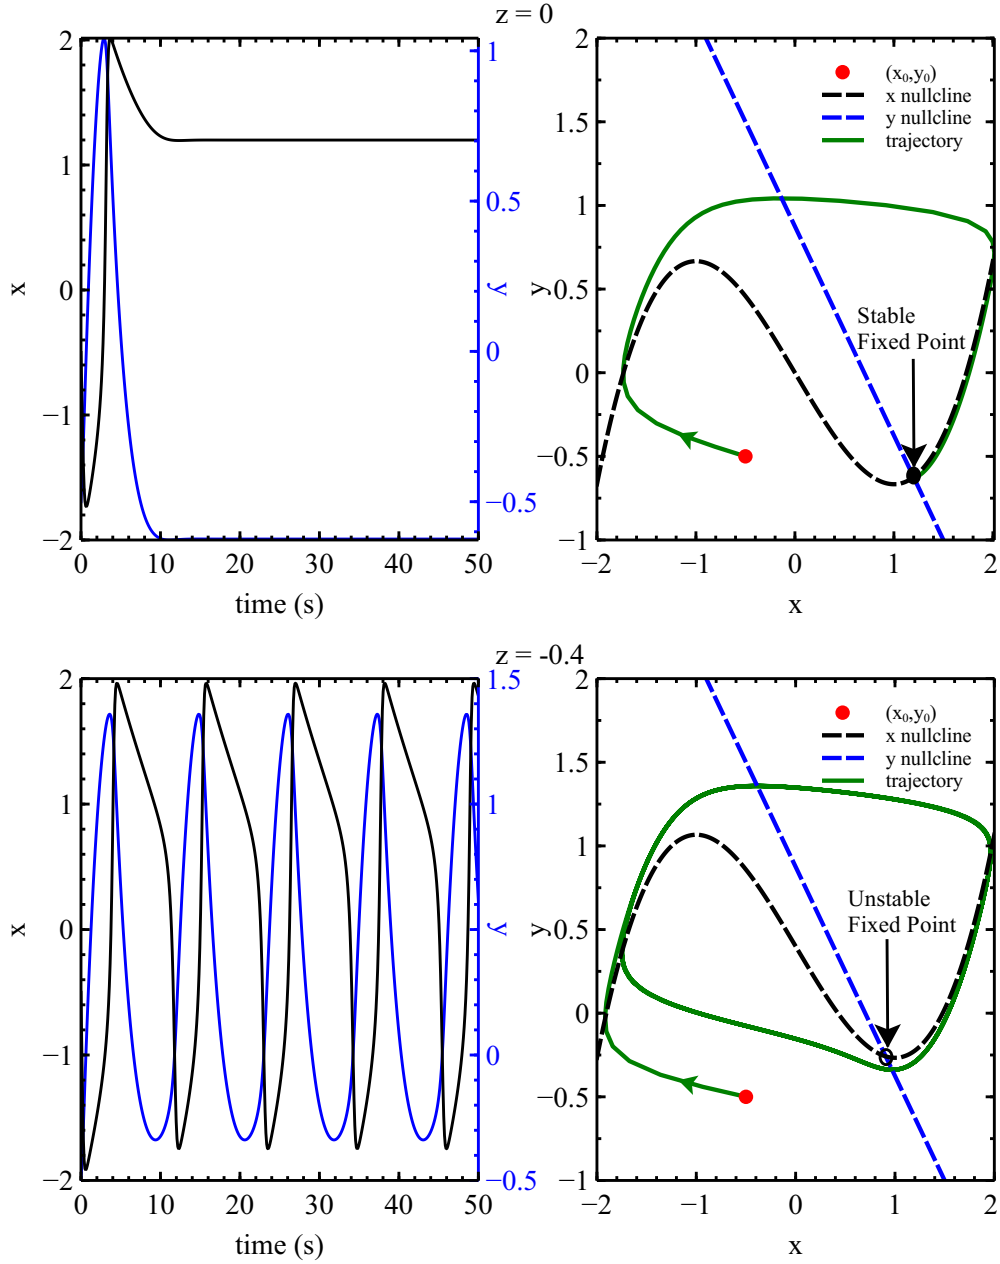 z = 0
2
1
0
−1
−2
x
0
10
20
30
40
50
time (s)
1
0.5
0
−0.5
y
2
1.5
1
0.5
0
−0.5
−1
y
−2
−1
0
1
2
x
(x₀,y₀)
x nullcline
y nullcline
trajectory
Stable
Fixed Point
z = -0.4
2
1
0
−1
−2
x
0
10
20
30
40
50
time (s)
1.5
1
0.5
0
−0.5
y
2
1.5
1
0.5
0
−0.5
−1
y
−2
−1
0
1
2
x
(x₀,y₀)
x nullcline
y nullcline
trajectory
Unstable
Fixed Point